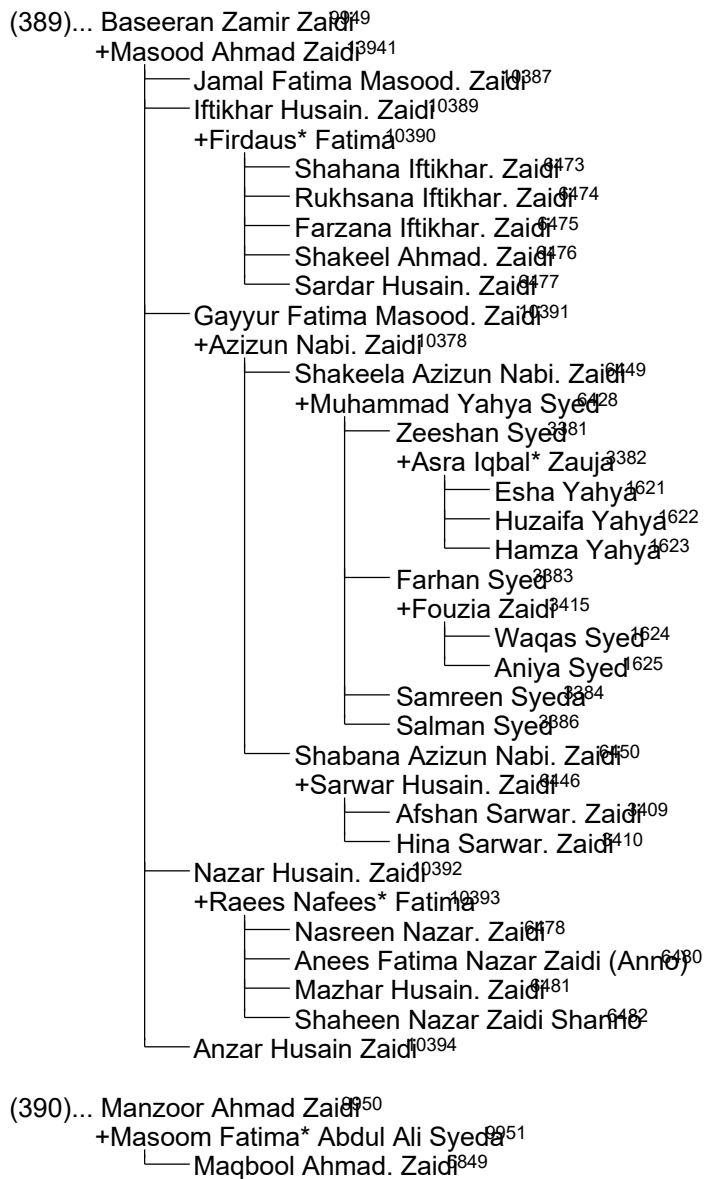 (389)... Baseeran Zamir Zaidi9949
+Masood Ahmad Zaidi13941
Jamal Fatima Masood. Zaidi10387
Iftikhar Husain. Zaidi10389
+Firdaus* Fatima10390
Shahana Iftikhar. Zaidi6473
Rukhsana Iftikhar. Zaidi6474
Farzana Iftikhar. Zaidi6475
Shakeel Ahmad. Zaidi6476
Sardar Husain. Zaidi6477
Gayyur Fatima Masood. Zaidi10391
+Azizun Nabi. Zaidi10378
Shakeela Azizun Nabi. Zaidi6449
+Muhammad Yahya Syed6428
Zeeshan Syed3381
+Asra Iqbal* Zauja3382
Esha Yahya1621
Huzaifa Yahya1622
Hamza Yahya1623
Farhan Syed3383
+Fouzia Zaidi3415
Waqas Syed1624
Aniya Syed1625
Samreen Syeda3384
Salman Syed3386
Shabana Azizun Nabi. Zaidi6450
+Sarwar Husain. Zaidi6446
Afshan Sarwar. Zaidi3409
Hina Sarwar. Zaidi3410
Nazar Husain. Zaidi10392
+Raees Nafees* Fatima10393
Nasreen Nazar. Zaidi6478
Anees Fatima Nazar Zaidi (Anno)6480
Mazhar Husain. Zaidi6481
Shaheen Nazar Zaidi Shanno6482
Anzar Husain Zaidi10394
(390)... Manzoor Ahmad Zaidi9950
+Masoom Fatima* Abdul Ali Syeda9951
Maqbool Ahmad. Zaidi5849